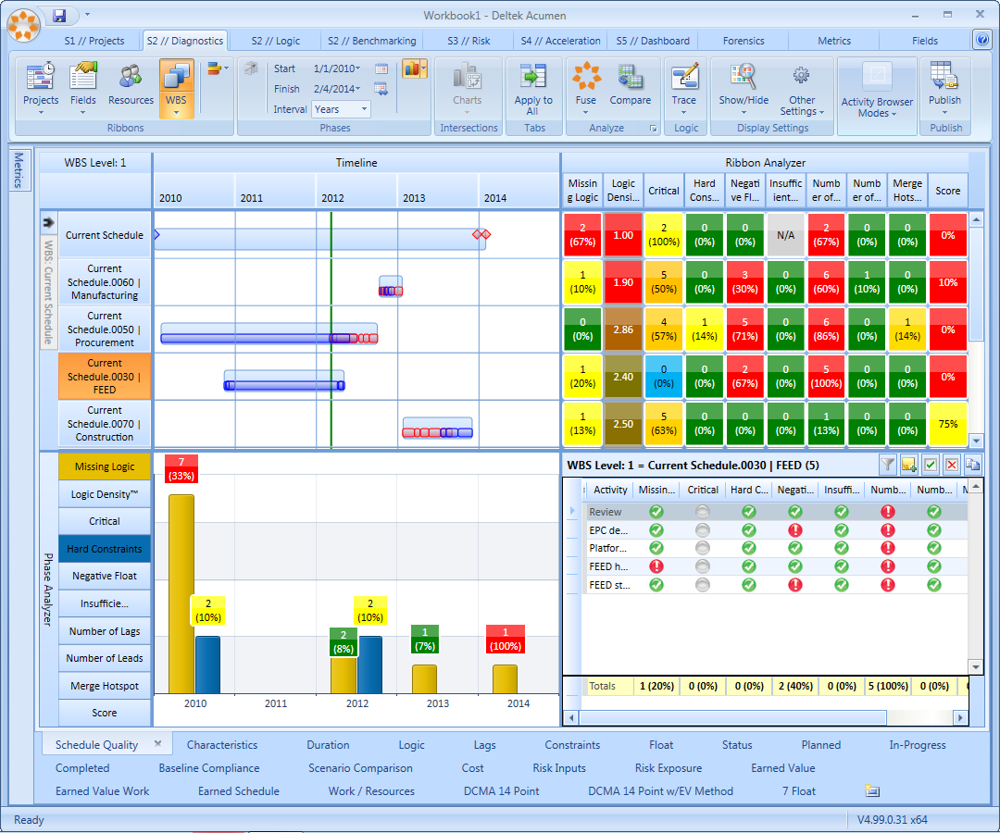 Workbook1 - Deltek Acumen
S1 // Projects S2 // Diagnostics S2 // Logic S2 // Benchmarking S3 // Risk S4 // Acceleration S5 // Dashboard Forensics Metrics Fields
Projects Fields Resources WBS
Ribbons
Start 1/1/2010
Finish 2/4/2014
Interval Years
Phases
Charts
Intersections
Apply to
All
Tabs
Fuse Compare
Analyze
Trace
Logic
Show/Hide Other
Settings
Display Settings
Activity Browser
Modes
Publish
Publish
Metrics
WBS Level: 1 Timeline Ribbon Analyzer
2010 2011 2012 2013 2014
Missin
g Logic
Logic
Densi...
Critical
Hard
Cons...
Negati
ve Fl...
Insuffic
ient...
Numb
er of...
Numb
er of...
Merge
Hots...
Score
WBS: Current Schedule
Current Schedule
2 1.00 2 0 0 N/A 2 0 0 0%
(67%) (100%) (0%) (0%) (67%) (0%) (0%)
Current
Schedule.0060 |
Manufacturing
1 1.90 5 0 3 0 6 1 0 10%
(10%) (50%) (0%) (30%) (0%) (60%) (10%) (0%)
Current
Schedule.0050 |
Procurement
0 2.86 4 1 5 0 6 0 1 0%
(0%) (57%) (14%) (71%) (0%) (86%) (0%) (14%)
Current
Schedule.0030 |
FEED
1 2.40 0 0 2 0 5 0 0 0%
(20%) (0%) (0%) (67%) (0%) (100%) (0%) (0%)
Current
Schedule.0070 |
Construction
1 2.50 5 0 0 0 1 0 0 75%
(13%) (63%) (0%) (0%) (0%) (13%) (0%) (0%)
Phase Analyzer
Missing Logic
Logic Density™
Critical
Hard Constraints
Negative Float
Insufficie...
Number of Lags
Number of Leads
Merge Hotspot
Score
7
(33%)
2
(10%)
2
(8%)
2
(10%)
1
(7%)
1
(100%)
2010 2011 2012 2013 2014
WBS Level: 1 = Current Schedule.0030 | FEED (5)
Activity Missin... Critical Hard C... Negati... Insuffi... Numb... Numb...
Review
EPC de...
Platfor...
FEED h...
FEED st...
Totals 1 (20%) 0 (0%) 0 (0%) 2 (40%) 0 (0%) 5 (100%) 0 (0%)
Schedule Quality Characteristics Duration Logic Lags Constraints Float Status Planned In-Progress
Completed Baseline Compliance Scenario Comparison Cost Risk Inputs Risk Exposure Earned Value
Earned Value Work Earned Schedule Work / Resources DCMA 14 Point DCMA 14 Point w/EV Method 7 Float
Ready V4.99.0.31 x64